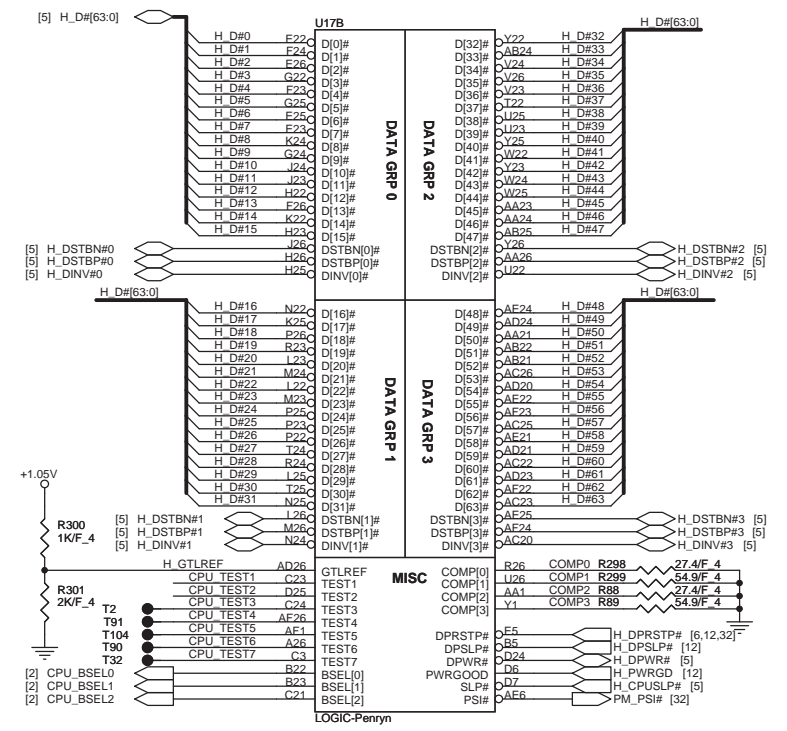 [5] H_D#[63:0]
U17B
H_D#[63:0]
H_D#0 E22 D[0]# D[32]# Y22 H_D#32
H_D#1 F24 D[1]# D[33]# AB24 H_D#33
H_D#2 E26 D[2]# D[34]# V24 H_D#34
H_D#3 G22 D[3]# D[35]# V26 H_D#35
H_D#4 F23 D[4]# D[36]# V23 H_D#36
H_D#5 G25 D[5]# D[37]# T22 H_D#37
H_D#6 E25 D[6]# D[38]# U25 H_D#38
H_D#7 E23 D[7]# D[39]# U23 H_D#39
H_D#8 K24 D[8]# D[40]# Y25 H_D#40
H_D#9 G24 D[9]# D[41]# W22 H_D#41
H_D#10 J24 D[10]# D[42]# Y23 H_D#42
H_D#11 J23 D[11]# D[43]# W24 H_D#43
H_D#12 H22 D[12]# D[44]# W25 H_D#44
H_D#13 F26 D[13]# D[45]# AA23 H_D#45
H_D#14 K22 D[14]# D[46]# AA24 H_D#46
H_D#15 H23 D[15]# D[47]# AB25 H_D#47
DATA GRP 0
DATA GRP 2
[5] H_DSTBN#0 J26 DSTBN[0]# DSTBN[2]# Y26 H_DSTBN#2 [5]
[5] H_DSTBP#0 H26 DSTBP[0]# DSTBP[2]# AA26 H_DSTBP#2 [5]
[5] H_DINV#0 H25 DINV[0]# DINV[2]# U22 H_DINV#2 [5]
H_D#[63:0] H_D#[63:0]
H_D#16 N22 D[16]# D[48]# AE24 H_D#48
H_D#17 K25 D[17]# D[49]# AD24 H_D#49
H_D#18 P26 D[18]# D[50]# AA21 H_D#50
H_D#19 R23 D[19]# D[51]# AB22 H_D#51
H_D#20 L23 D[20]# D[52]# AB21 H_D#52
H_D#21 M24 D[21]# D[53]# AC26 H_D#53
H_D#22 L22 D[22]# D[54]# AD20 H_D#54
H_D#23 M23 D[23]# D[55]# AE22 H_D#55
H_D#24 P25 D[24]# D[56]# AF23 H_D#56
H_D#25 P23 D[25]# D[57]# AC25 H_D#57
H_D#26 P22 D[26]# D[58]# AE21 H_D#58
H_D#27 T24 D[27]# D[59]# AD21 H_D#59
H_D#28 R24 D[28]# D[60]# AC22 H_D#60
H_D#29 L25 D[29]# D[61]# AD23 H_D#61
H_D#30 T25 D[30]# D[62]# AF22 H_D#62
H_D#31 N25 D[31]# D[63]# AC23 H_D#63
DATA GRP 1
DATA GRP 3
[5] H_DSTBN#1 L26 DSTBN[1]# DSTBN[3]# AE25 H_DSTBN#3 [5]
[5] H_DSTBP#1 M26 DSTBP[1]# DSTBP[3]# AF24 H_DSTBP#3 [5]
[5] H_DINV#1 N24 DINV[1]# DINV[3]# AC20 H_DINV#3 [5]
+1.05V
R300
1K/F_4
R301
2K/F_4
MISC
H_GTLREF AD26 GTLREF COMP[0] R26 COMP0 R298 27.4/F_4
CPU_TEST1 C23 TEST1 COMP[1] U26 COMP1 R299 54.9/F_4
CPU_TEST2 D25 TEST2 COMP[2] AA1 COMP2 R88 27.4/F_4
T2 CPU_TEST3 C24 TEST3 COMP[3] Y1 COMP3 R89 54.9/F_4
T91 CPU_TEST4 AF26 TEST4
T104 CPU_TEST5 AF1 TEST5 DPRSTP# E5 H_DPRSTP# [6,12,32]
T90 CPU_TEST6 A26 TEST6 DPSLP# B5 H_DPSLP# [12]
T32 CPU_TEST7 C3 TEST7 DPWR# D24 H_DPWR# [5]
[2] CPU_BSEL0 B22 BSEL[0] PWRGOOD D6 H_PWRGD [12]
[2] CPU_BSEL1 B23 BSEL[1] SLP# D7 H_CPUSLP# [5]
[2] CPU_BSEL2 C21 BSEL[2] PSI# AE6 PM_PSI# [32]
LOGIC-Penryn